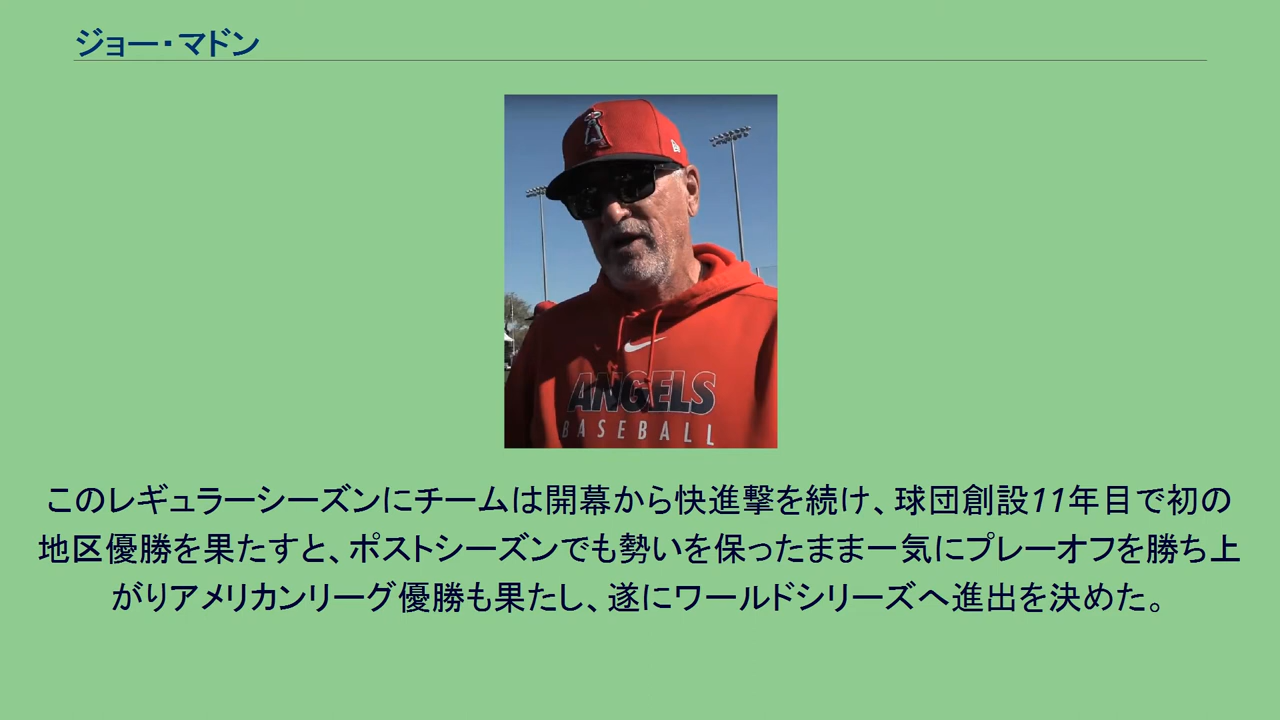 ジョー・マドン
A
ANGELS
BASEBALL
このレギュラーシーズンにチームは開幕から快進撃を続け、球団創設11年目で初の
地区優勝を果たすと、ポストシーズンでも勢いを保ったまま一気にプレーオフを勝ち上
がりアメリカンリーグ優勝も果たし、遂にワールドシリーズへ進出を決めた。